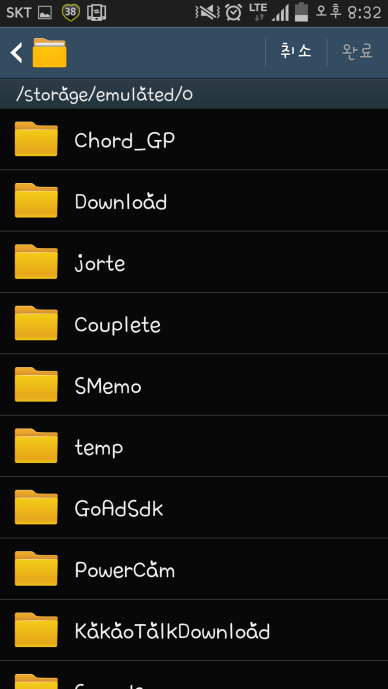 SKT 38 LTE 오후 8:32
취소 완료
/storage/emulated/0
Chord_GP
Download
jorte
Couplete
SMemo
temp
GoAdSdk
PowerCam
KakaoTalkDownload